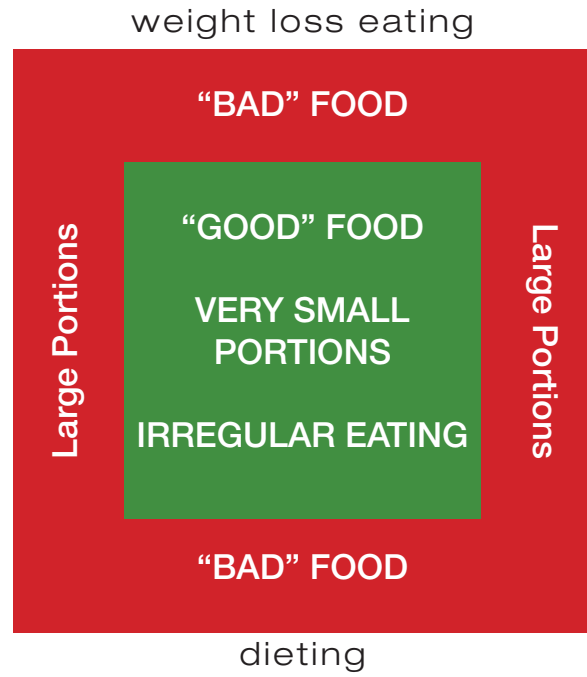 weight loss eating
“BAD” FOOD
“GOOD” FOOD
Large Portions
Large Portions
VERY SMALL
PORTIONS
IRREGULAR EATING
“BAD” FOOD
dieting